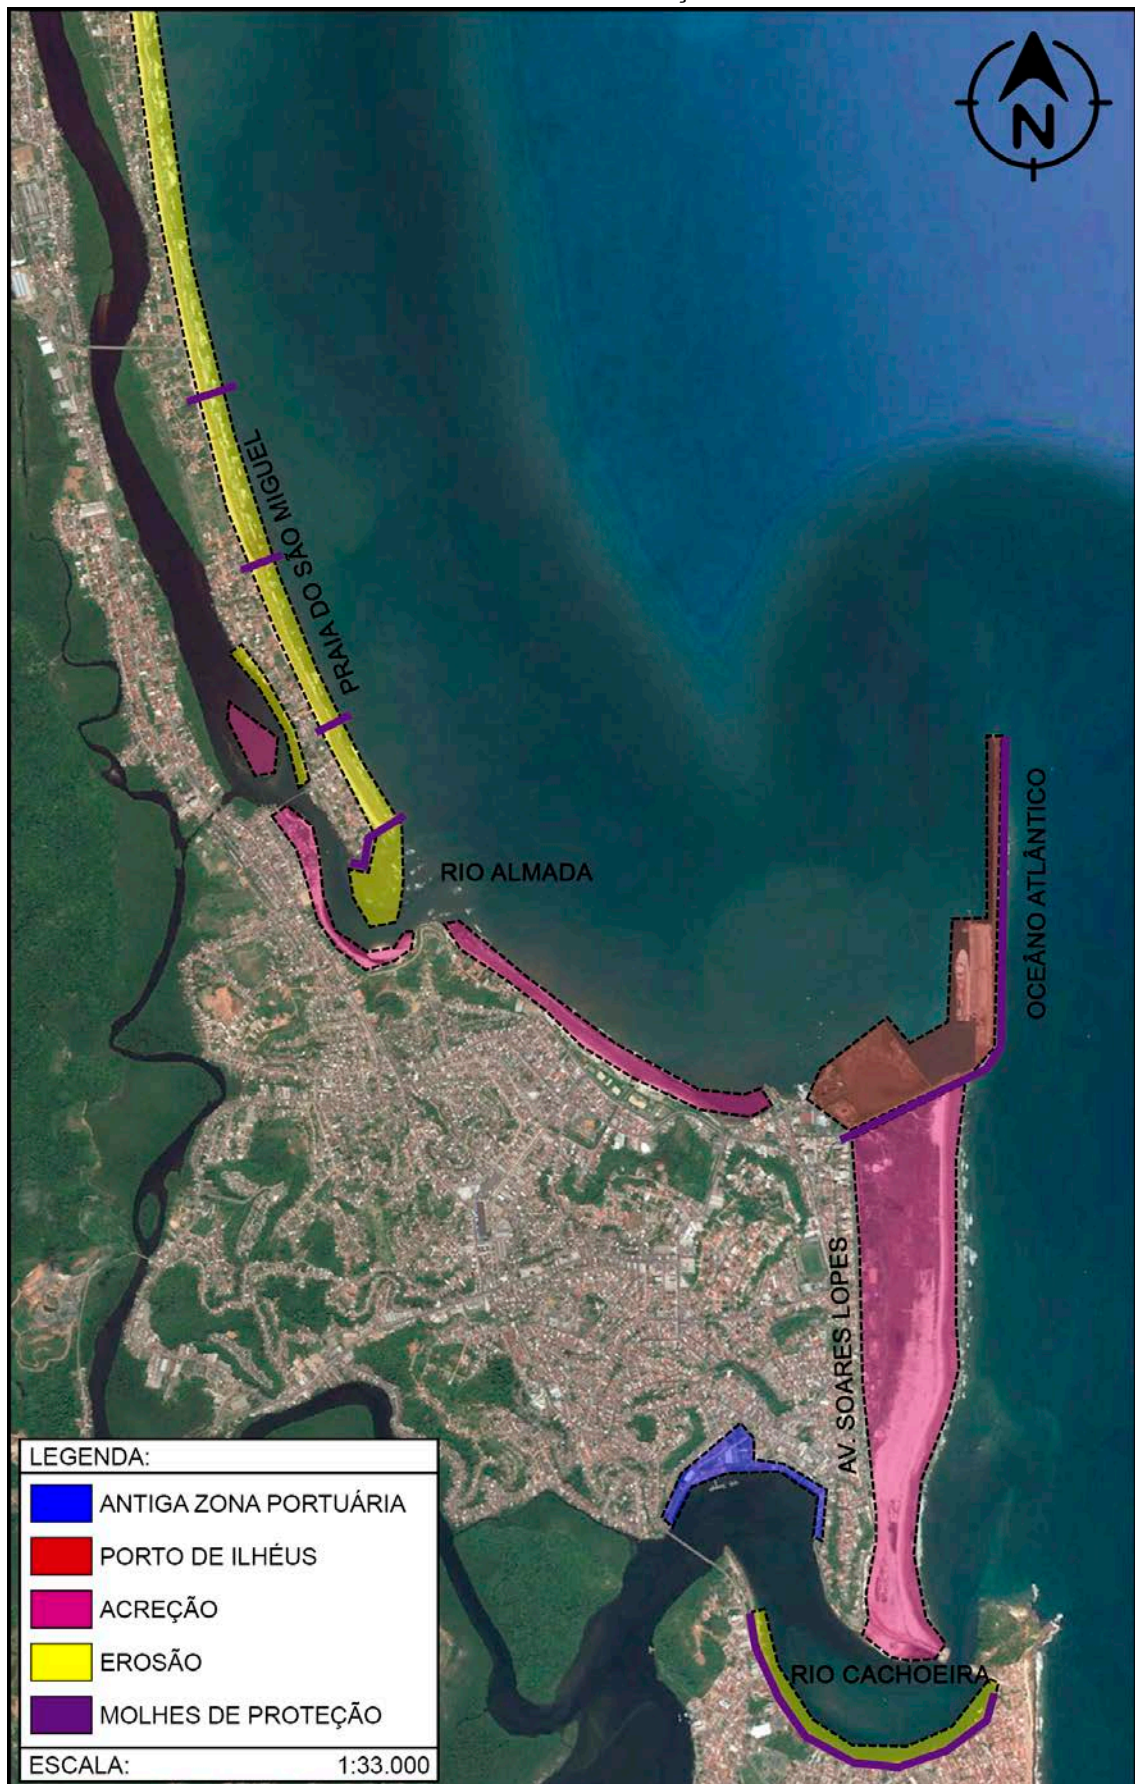 N
PRAIA DO SÃO MIGUEL
RIO ALMADA
OCEÂNO ATLÂNTICO
AV. SOARES LOPES
RIO CACHOEIRA
LEGENDA:
ANTIGA ZONA PORTUÁRIA
PORTO DE ILHÉUS
ACREÇÃO
EROSÃO
MOLHES DE PROTEÇÃO
ESCALA: 1:33.000